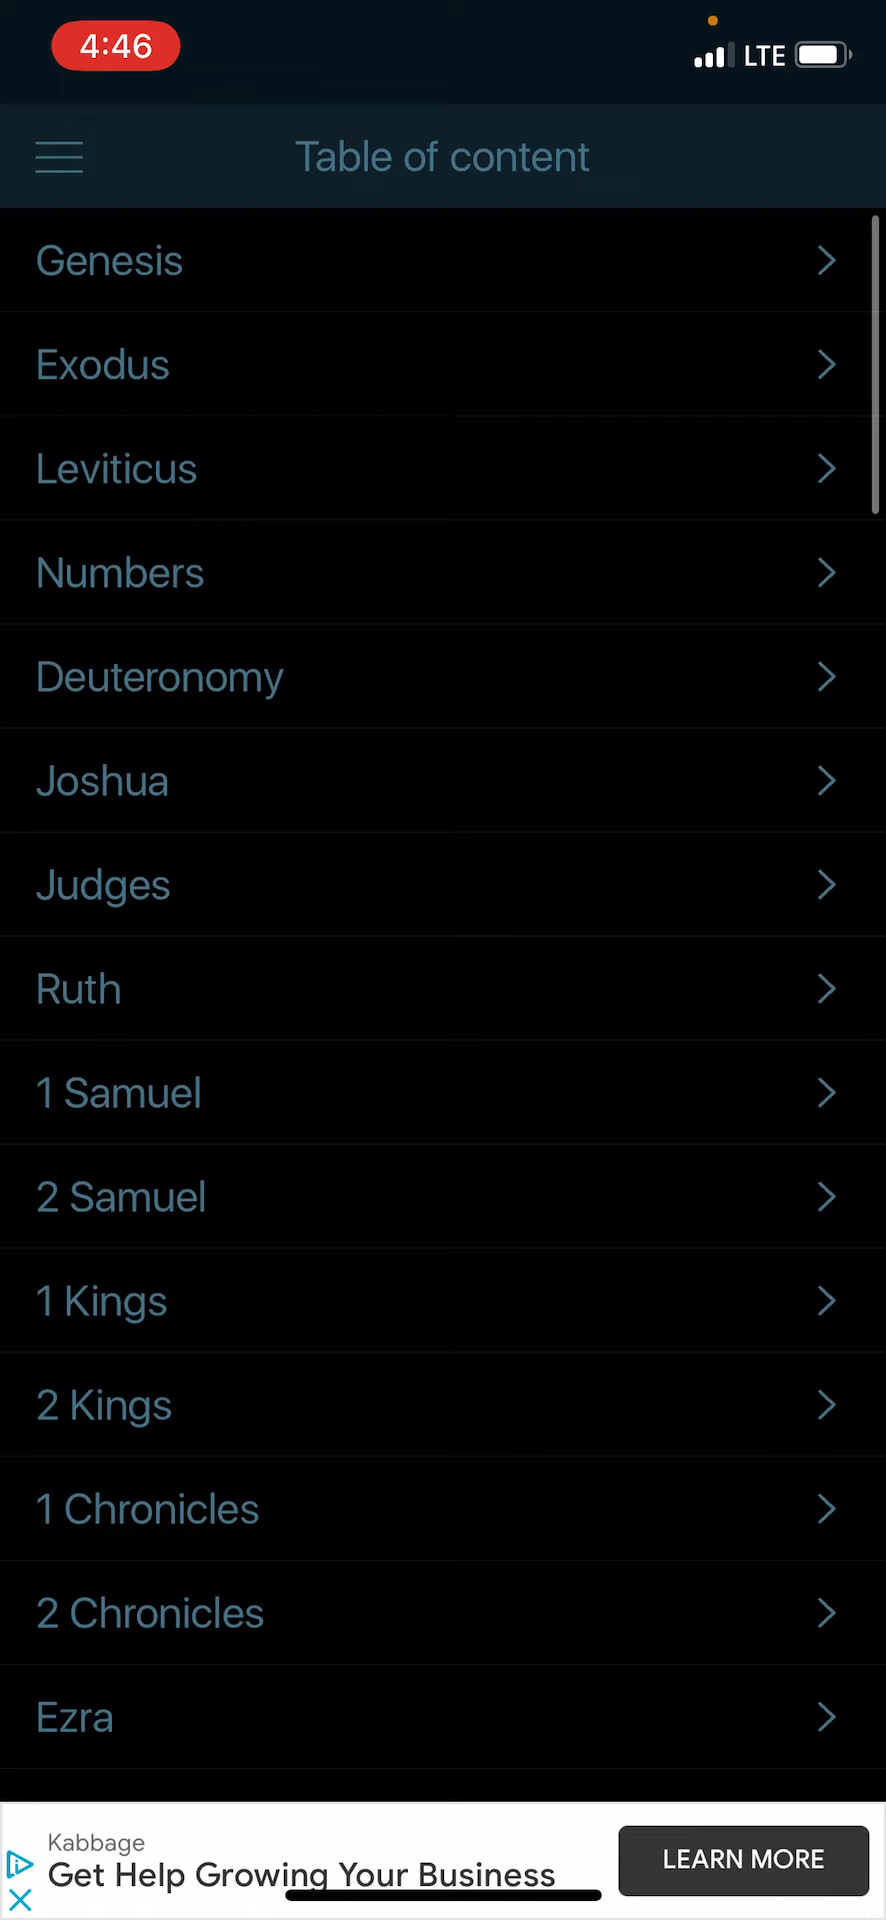 4:46
LTE
Table of content
Genesis
Exodus
Leviticus
Numbers
Deuteronomy
Joshua
Judges
Ruth
1 Samuel
2 Samuel
1 Kings
2 Kings
1 Chronicles
2 Chronicles
Ezra
Kabbage
Get Help Growing Your Business
LEARN MORE